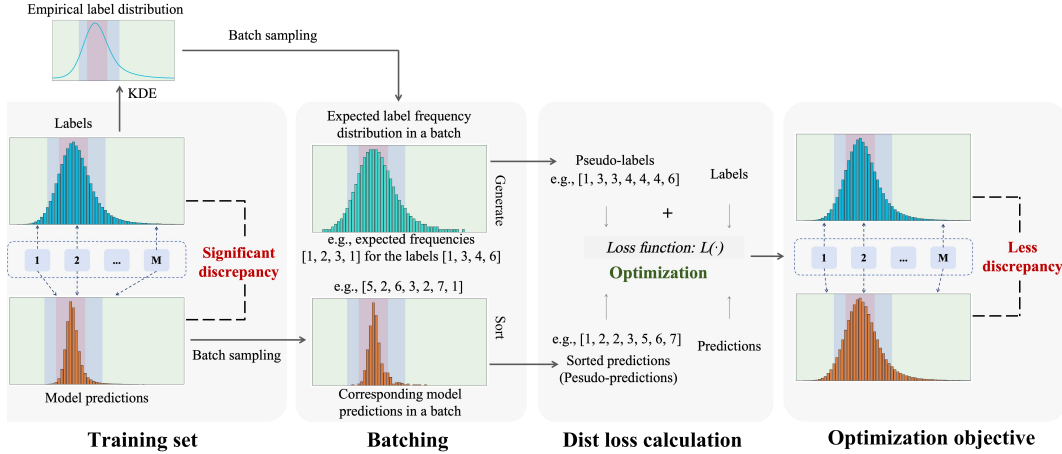 Empirical label distribution
Batch sampling
KDE
Labels
1 2 ... M
Significant
discrepancy
Model predictions
Batch sampling
Training set
Expected label frequency
distribution in a batch
Generate
e.g., expected frequencies
[1, 2, 3, 1] for the labels [1, 3, 4, 6]
e.g., [5, 2, 6, 3, 2, 7, 1]
Sort
Corresponding model
predictions in a batch
Batching
Pseudo-labels
e.g., [1, 3, 3, 4, 4, 4, 6]
Labels
+
Loss function: L(·)
Optimization
e.g., [1, 2, 2, 3, 5, 6, 7]
Sorted predictions
(Pesudo-predictions)
Predictions
Dist loss calculation
1 2 ... M
Less
discrepancy
Optimization objective